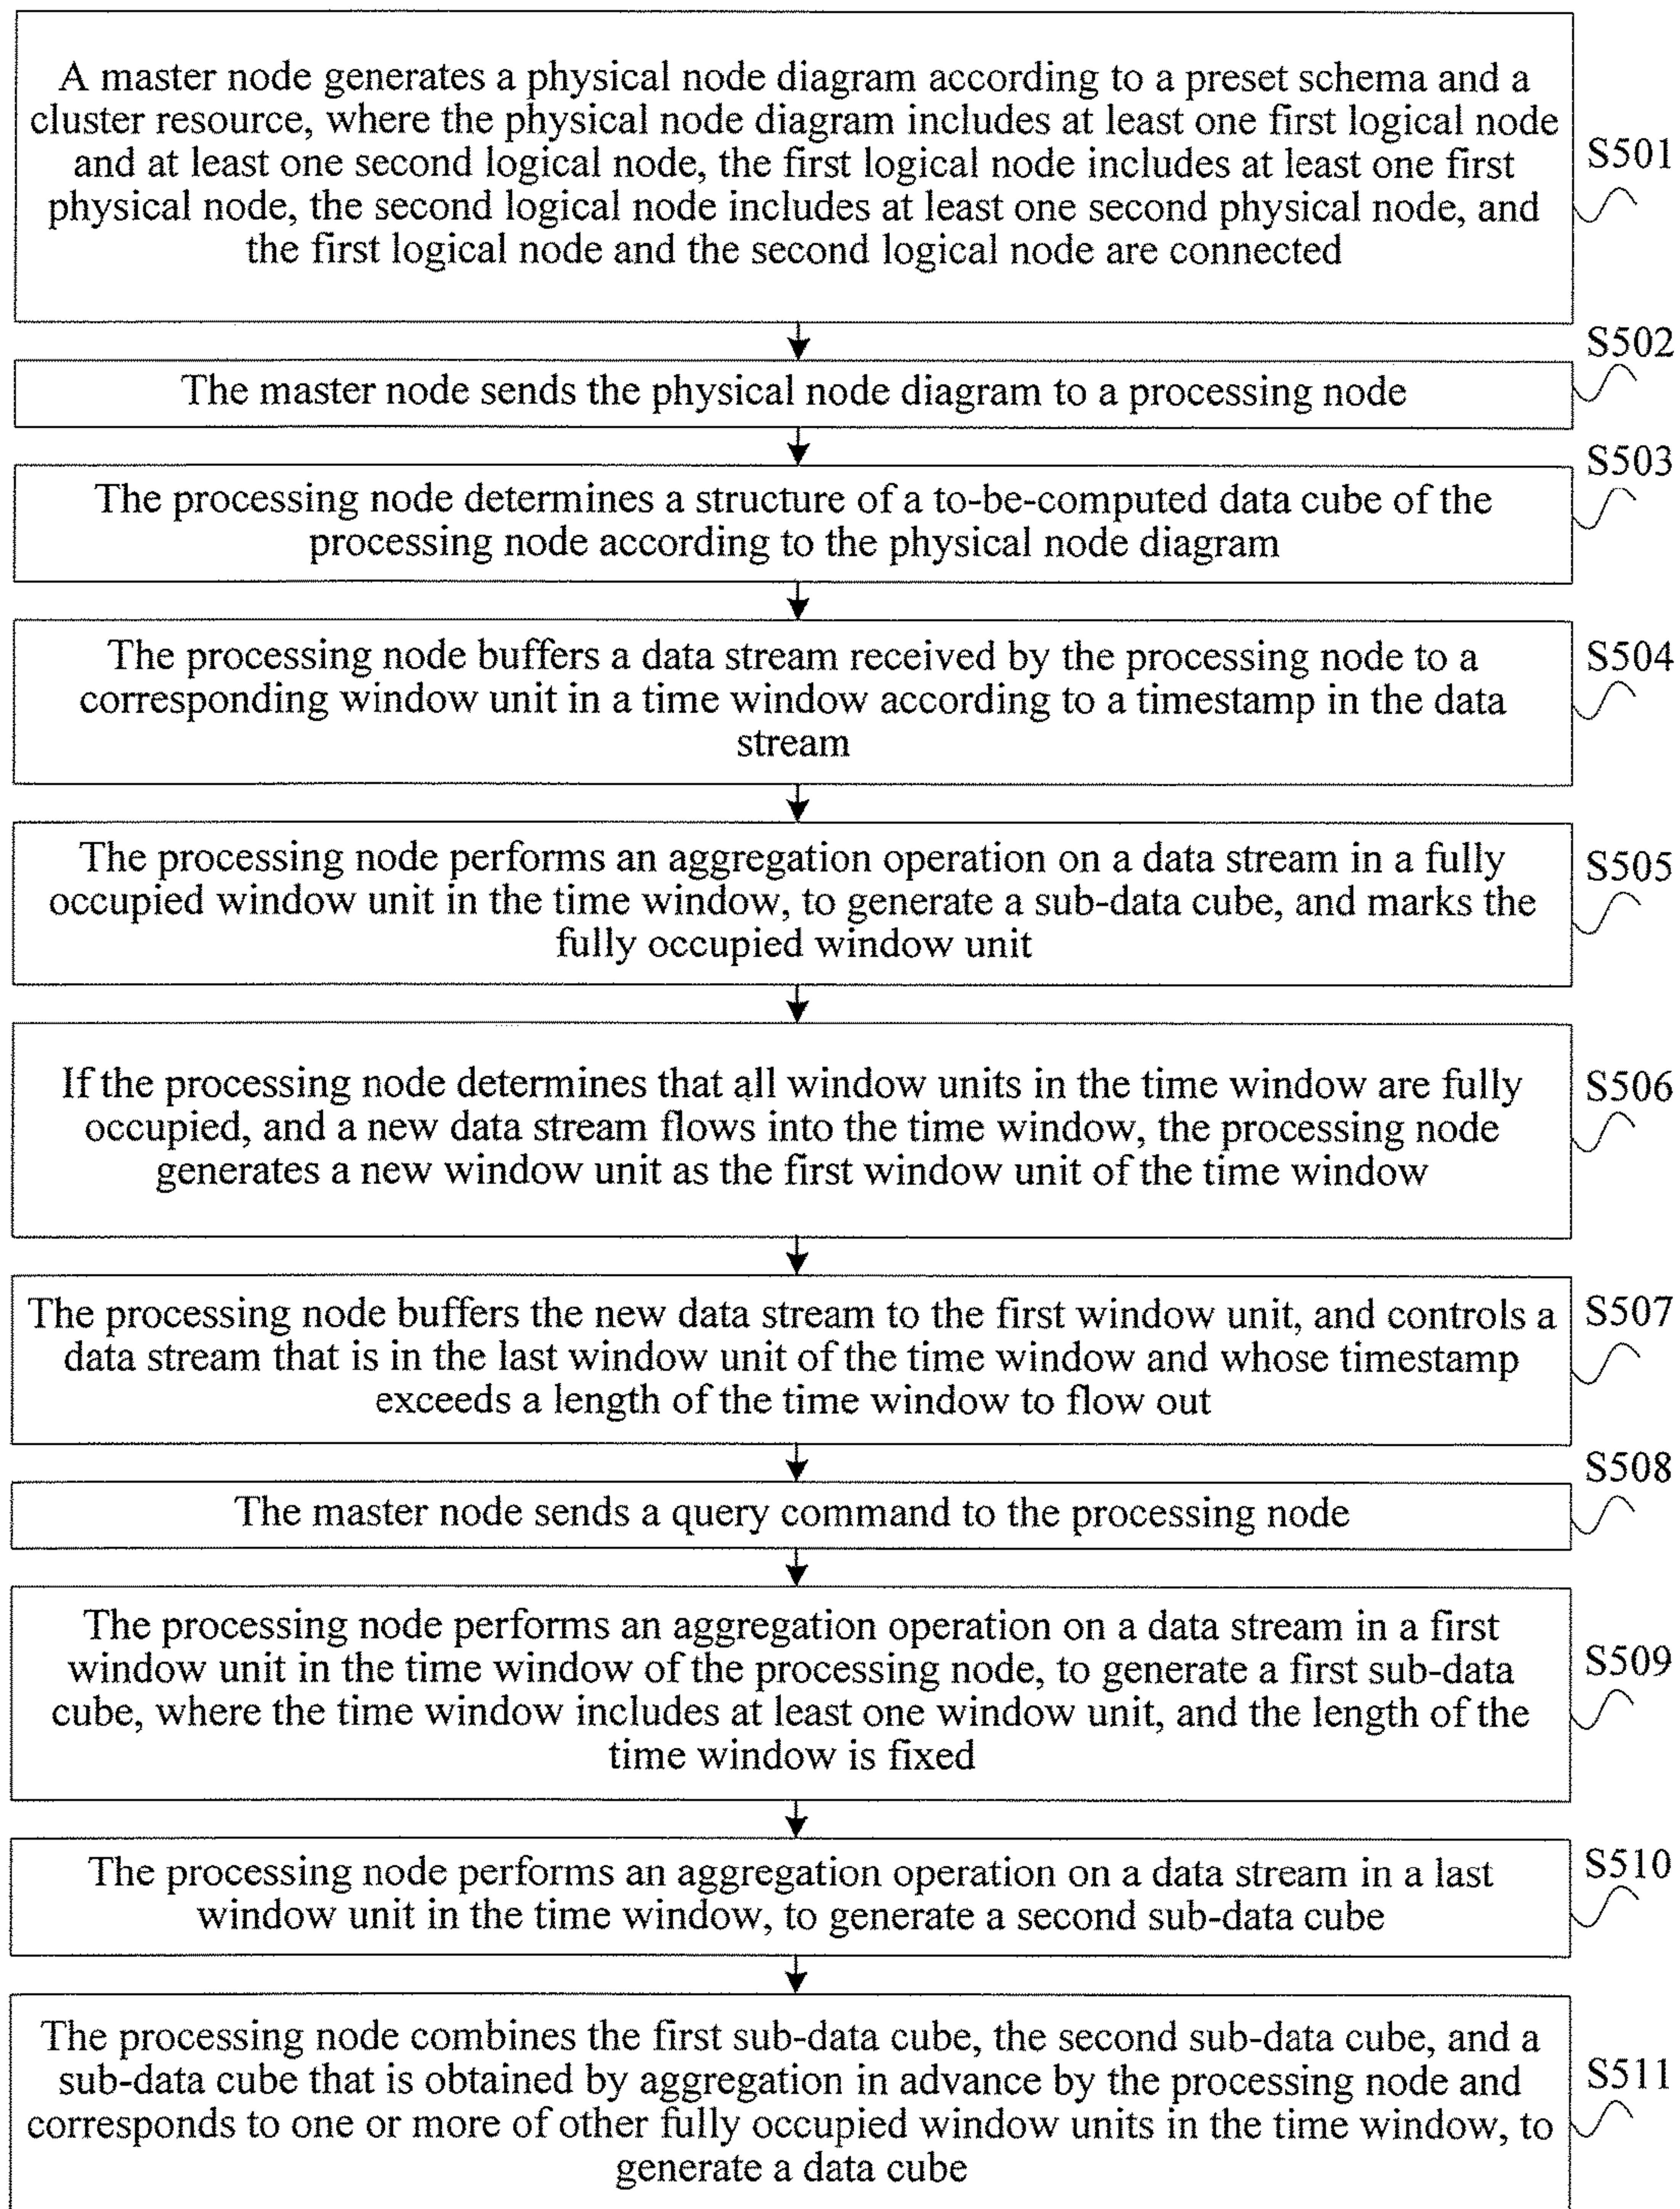 A master node generates a physical node diagram according to a preset schema and a
cluster resource, where the physical node diagram includes at least one first logical node
and at least one second logical node, the first logical node includes at least one first
physical node, the second logical node includes at least one second physical node, and
the first logical node and the second logical node are connected
S501
S502
The master node sends the physical node diagram to a processing node
S503
The processing node determines a structure of a to-be-computed data cube of the
processing node according to the physical node diagram
The processing node buffers a data stream received by the processing node to a
corresponding window unit in a time window according to a timestamp in the data
stream
S504
The processing node performs an aggregation operation on a data stream in a fully
occupied window unit in the time window, to generate a sub-data cube, and marks the
fully occupied window unit
S505
If the processing node determines that all window units in the time window are fully
occupied, and a new data stream flows into the time window, the processing node
generates a new window unit as the first window unit of the time window
S506
The processing node buffers the new data stream to the first window unit, and controls a
data stream that is in the last window unit of the time window and whose timestamp
exceeds a length of the time window to flow out
S507
S508
The master node sends a query command to the processing node
The processing node performs an aggregation operation on a data stream in a first
window unit in the time window of the processing node, to generate a first sub-data
cube, where the time window includes at least one window unit, and the length of the
time window is fixed
S509
The processing node performs an aggregation operation on a data stream in a last
window unit in the time window, to generate a second sub-data cube
S510
The processing node combines the first sub-data cube, the second sub-data cube, and a
sub-data cube that is obtained by aggregation in advance by the processing node and
corresponds to one or more of other fully occupied window units in the time window, to
generate a data cube
S511